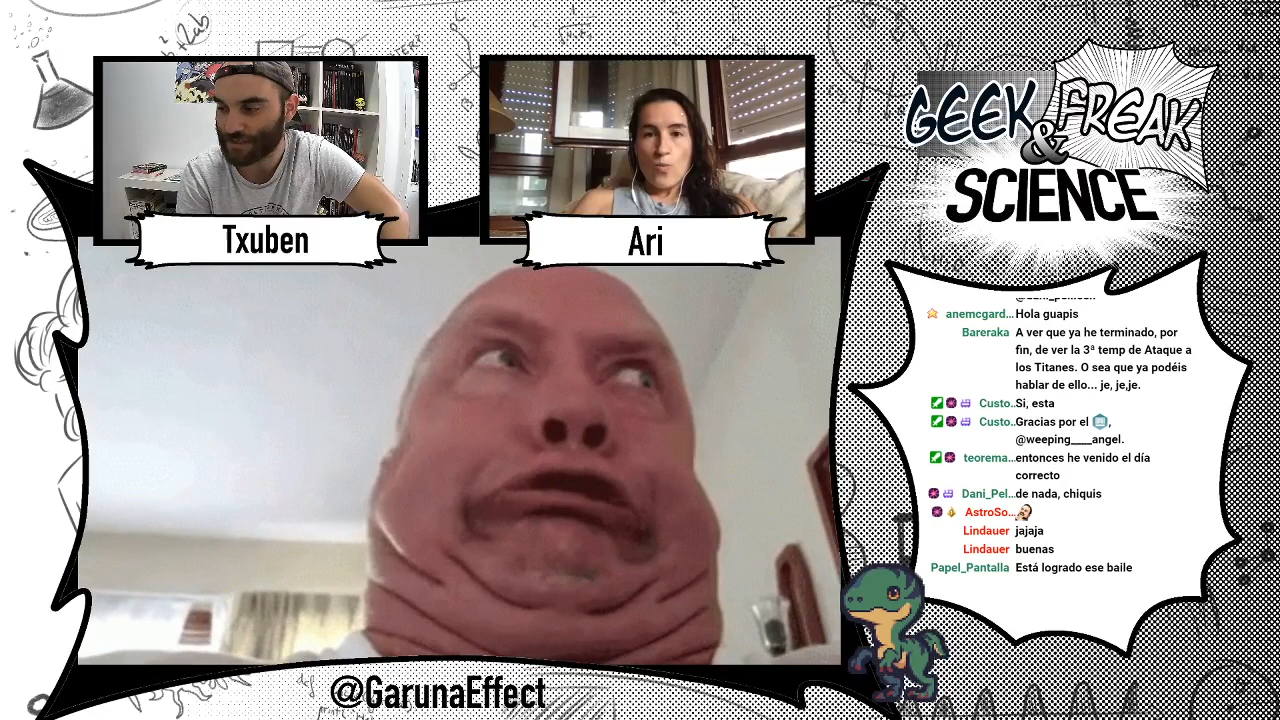 GEEK
&
FREAK
SCIENCE
Txuben
Ari
anemcgard... Hola guapis
Bareraka A ver que ya he terminado, por
fin, de ver la 3ª temp de Ataque a
los Titanes. O sea que ya podéis
hablar de ello... je, je,je.
Custo.. Si, esta
Custo.. Gracias por el ,
@weeping____angel.
teorema... entonces he venido el día
correcto
Dani_Pel... de nada, chiquis
AstroSo...
Lindauer jajaja
Lindauer buenas
Papel_Pantalla Está logrado ese baile
@GarunaEffect